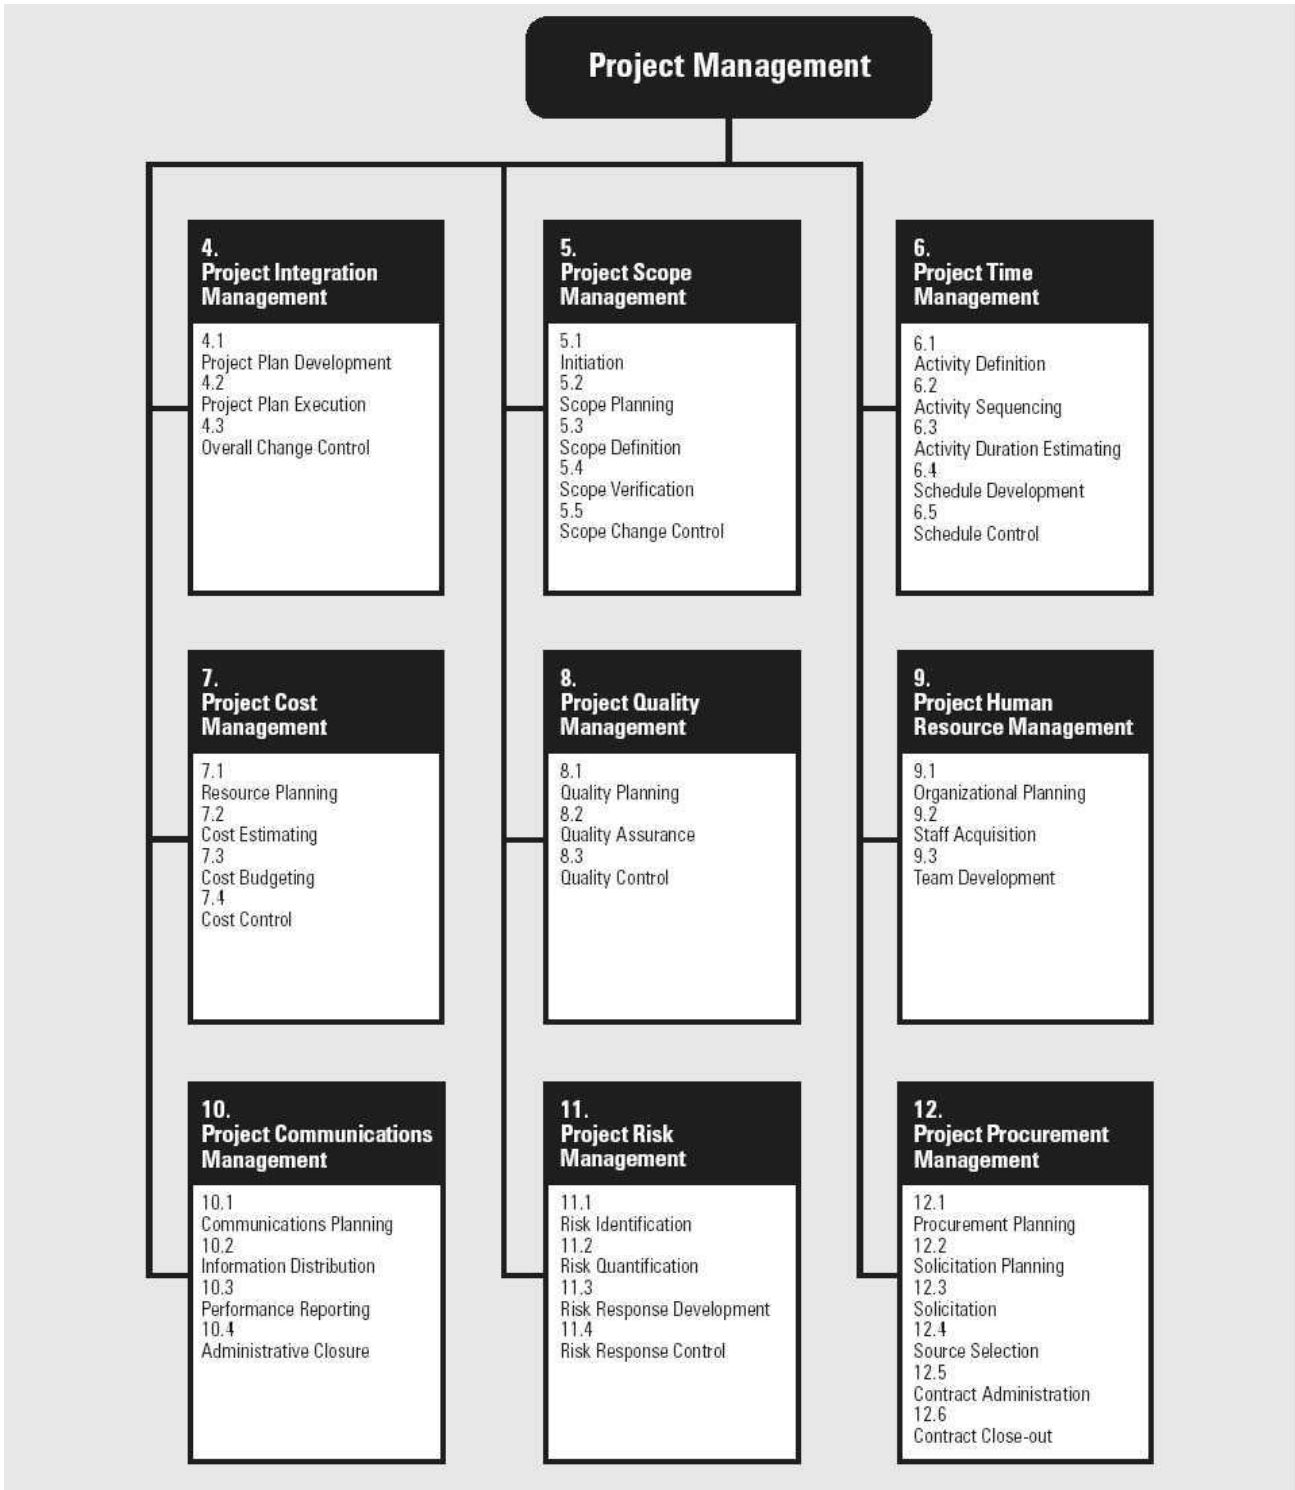 Project Management
4.
Project Integration
Management
4.1
Project Plan Development
4.2
Project Plan Execution
4.3
Overall Change Control
5.
Project Scope
Management
5.1
Initiation
5.2
Scope Planning
5.3
Scope Definition
5.4
Scope Verification
5.5
Scope Change Control
6.
Project Time
Management
6.1
Activity Definition
6.2
Activity Sequencing
6.3
Activity Duration Estimating
6.4
Schedule Development
6.5
Schedule Control
7.
Project Cost
Management
7.1
Resource Planning
7.2
Cost Estimating
7.3
Cost Budgeting
7.4
Cost Control
8.
Project Quality
Management
8.1
Quality Planning
8.2
Quality Assurance
8.3
Quality Control
9.
Project Human
Resource Management
9.1
Organizational Planning
9.2
Staff Acquisition
9.3
Team Development
10.
Project Communications
Management
10.1
Communications Planning
10.2
Information Distribution
10.3
Performance Reporting
10.4
Administrative Closure
11.
Project Risk
Management
11.1
Risk Identification
11.2
Risk Quantification
11.3
Risk Response Development
11.4
Risk Response Control
12.
Project Procurement
Management
12.1
Procurement Planning
12.2
Solicitation Planning
12.3
Solicitation
12.4
Source Selection
12.5
Contract Administration
12.6
Contract Close-out